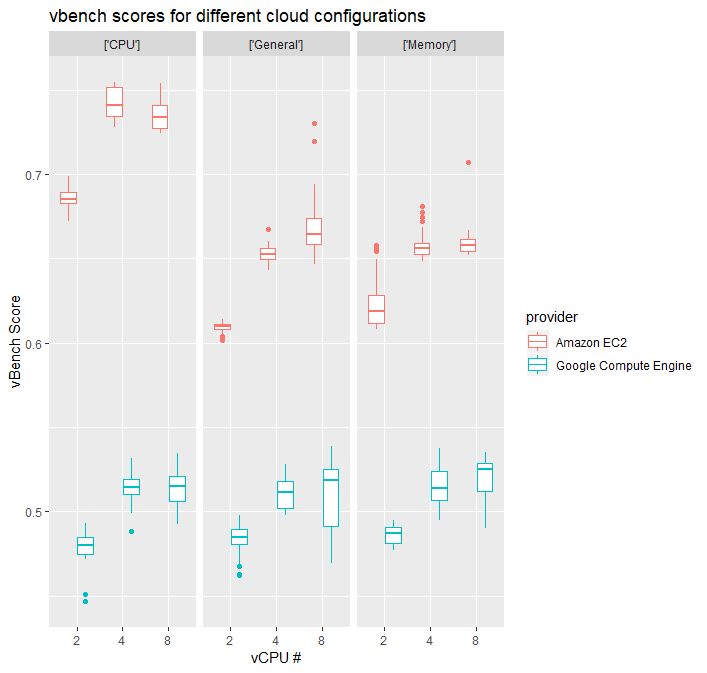 vbench scores for different cloud configurations
['CPU']
['General']
['Memory']
0.7
0.6
0.5
vBench Score
2 4 8
2 4 8
2 4 8
vCPU #
provider
Amazon EC2
Google Compute Engine